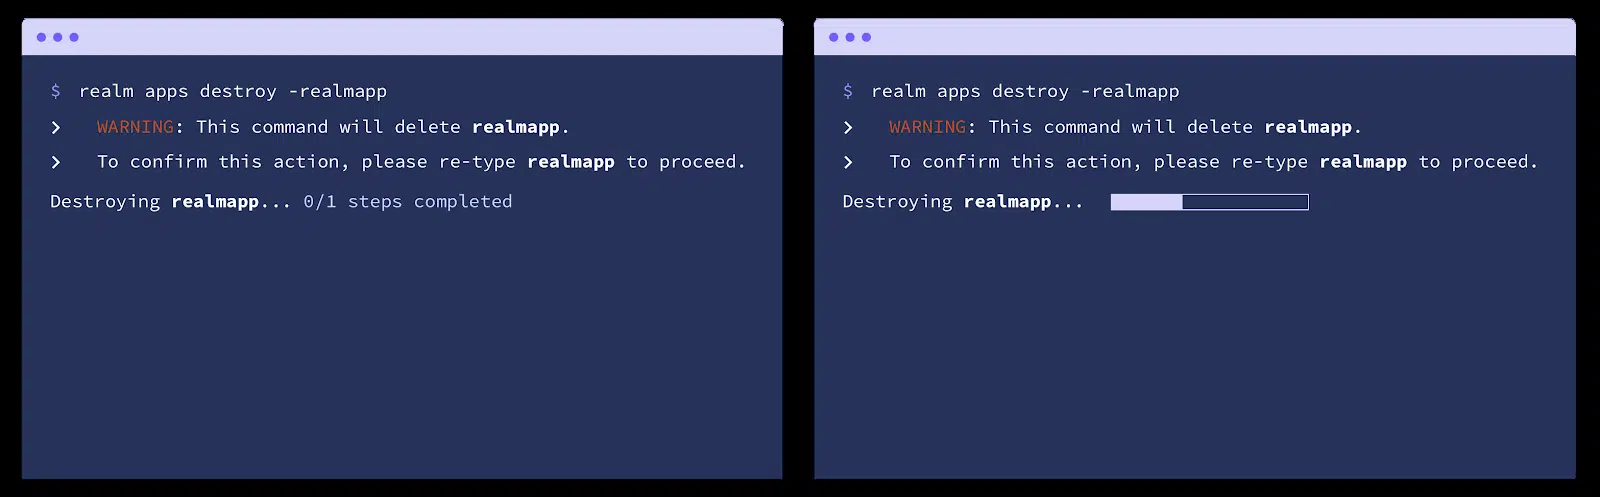 $ realm apps destroy -realmapp
> WARNING: This command will delete realmapp.
> To confirm this action, please re-type realmapp to proceed.
Destroying realmapp... 0/1 steps completed
$ realm apps destroy -realmapp
> WARNING: This command will delete realmapp.
> To confirm this action, please re-type realmapp to proceed.
Destroying realmapp...